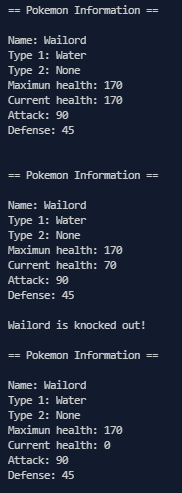 == Pokemon Information ==
Name: Wailord
Type 1: Water
Type 2: None
Maximun health: 170
Current health: 170
Attack: 90
Defense: 45
== Pokemon Information ==
Name: Wailord
Type 1: Water
Type 2: None
Maximun health: 170
Current health: 70
Attack: 90
Defense: 45
Wailord is knocked out!
== Pokemon Information ==
Name: Wailord
Type 1: Water
Type 2: None
Maximun health: 170
Current health: 0
Attack: 90
Defense: 45